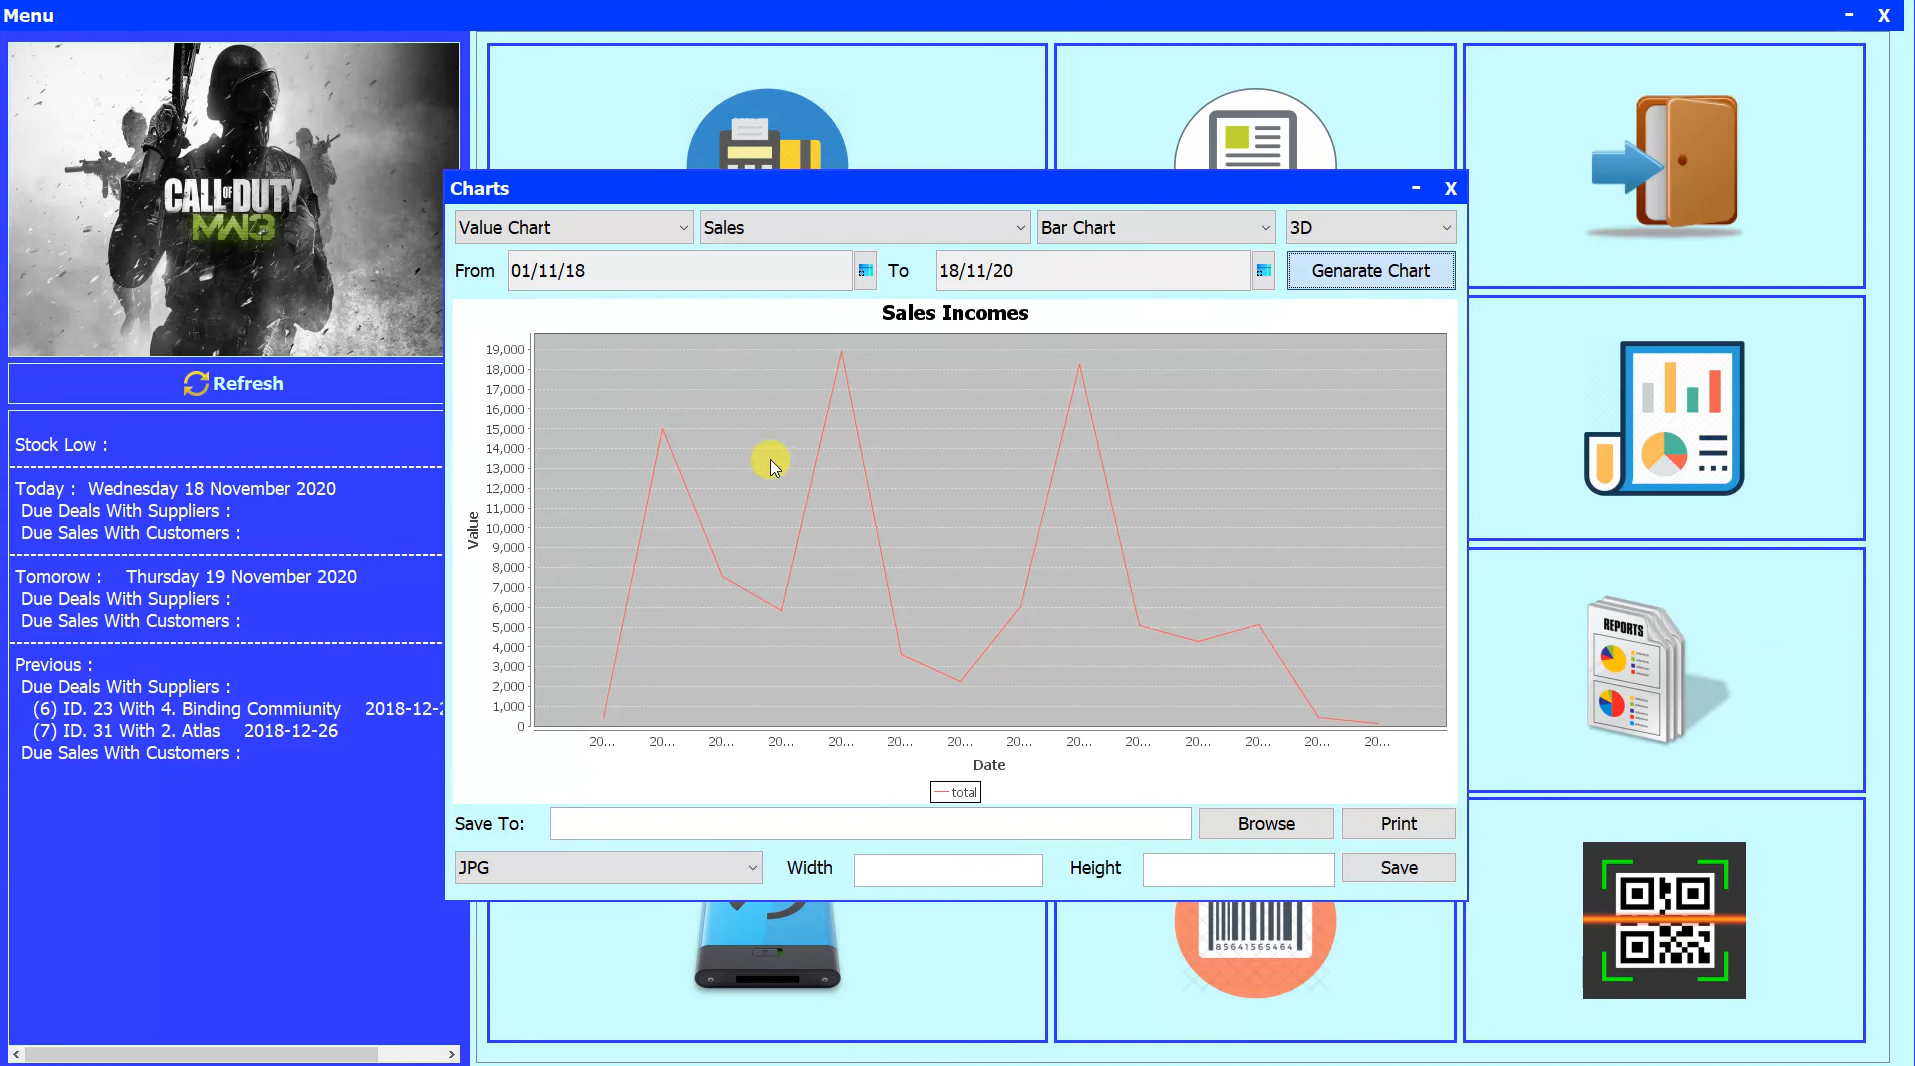 Menu
- X
CALL OF DUTY
MW3
Refresh
Stock Low :
Today : Wednesday 18 November 2020
Due Deals With Suppliers :
Due Sales With Customers :
Tomorow : Thursday 19 November 2020
Due Deals With Suppliers :
Due Sales With Customers :
Previous :
Due Deals With Suppliers :
(6) ID. 23 With 4. Binding Commiunity 2018-12-2
(7) ID. 31 With 2. Atlas 2018-12-26
Due Sales With Customers :
Charts
- X
Value Chart
Sales
Bar Chart
3D
From 01/11/18 To 18/11/20 Genarate Chart
Sales Incomes
19,000
18,000
17,000
16,000
15,000
14,000
13,000
12,000
11,000
10,000
9,000
8,000
7,000
6,000
5,000
4,000
3,000
2,000
1,000
0
Value
20... 20... 20... 20... 20... 20... 20... 20... 20... 20... 20... 20... 20... 20...
Date
total
Save To: Browse Print
JPG Width Height Save
REPORTS
85641565464